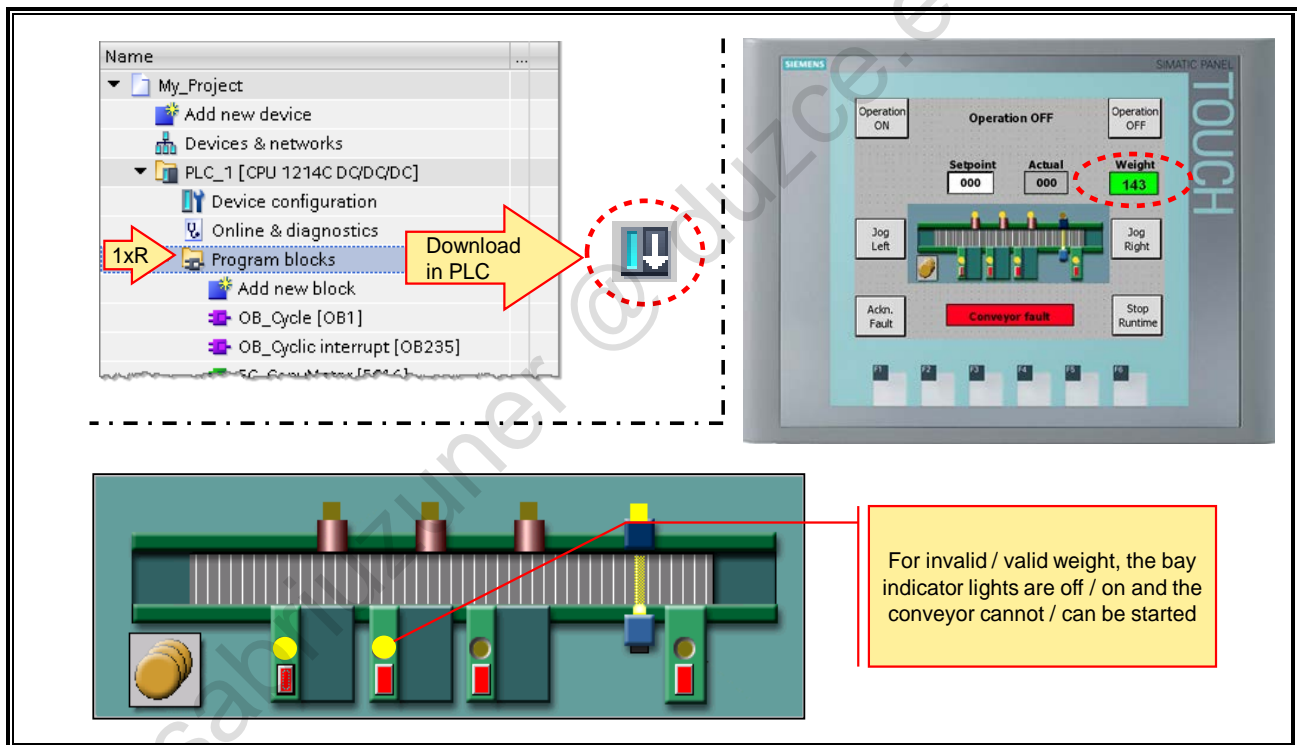 Name ...
My_Project
Add new device
Devices & networks
PLC_1 [CPU 1214C DC/DC/DC]
Device configuration
Online & diagnostics
1xR
Program blocks
Add new block
OB_Cycle [OB1]
OB_Cyclic interrupt [OB235]
Download
in PLC
SIEMENS
SIMATIC PANEL
TOUCH
Operation
ON
Operation OFF
Operation
OFF
Setpoint Actual Weight
000 000 143
Jog
Left
Jog
Right
Ackn.
Fault
Conveyor fault
Stop
Runtime
F1 F2 F3 F4 F5 F6
For invalid / valid weight, the bay
indicator lights are off / on and the
conveyor cannot / can be started